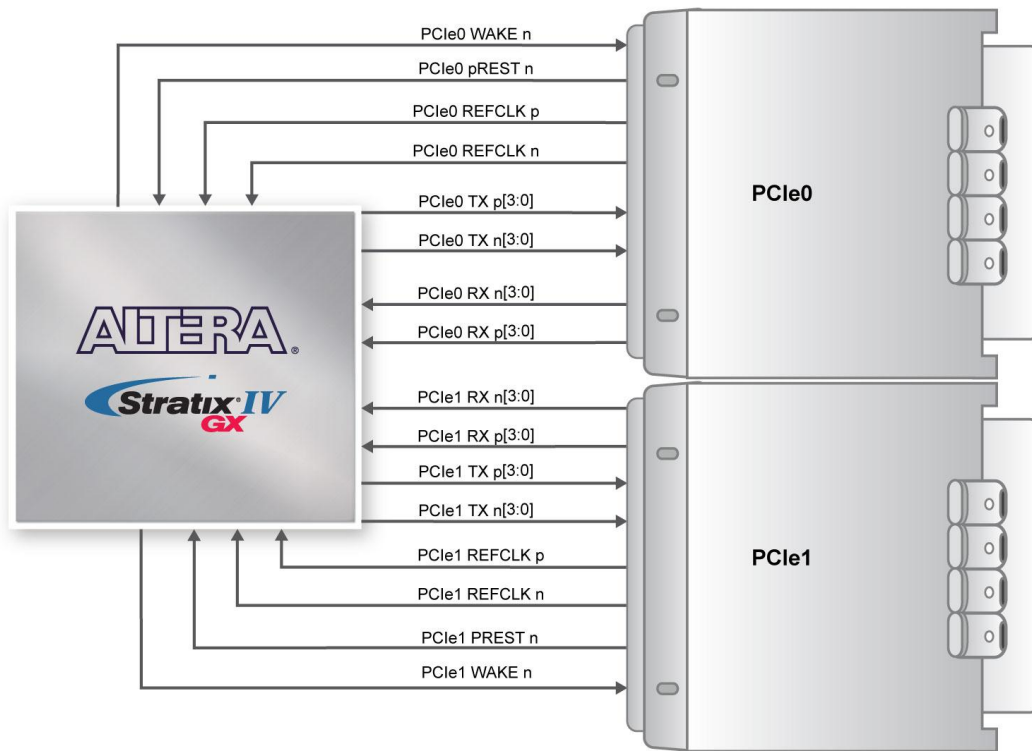 PCIe0 WAKE n
PCIe0 pREST n
PCIe0 REFCLK p
PCIe0 REFCLK n
PCIe0 TX p[3:0]
PCIe0 TX n[3:0]
PCIe0 RX n[3:0]
PCIe0 RX p[3:0]
PCIe0
ALTERA®
Stratix® IV
GX
PCIe1 RX n[3:0]
PCIe1 RX p[3:0]
PCIe1 TX p[3:0]
PCIe1 TX n[3:0]
PCIe1 REFCLK p
PCIe1 REFCLK n
PCIe1 PREST n
PCIe1 WAKE n
PCIe1